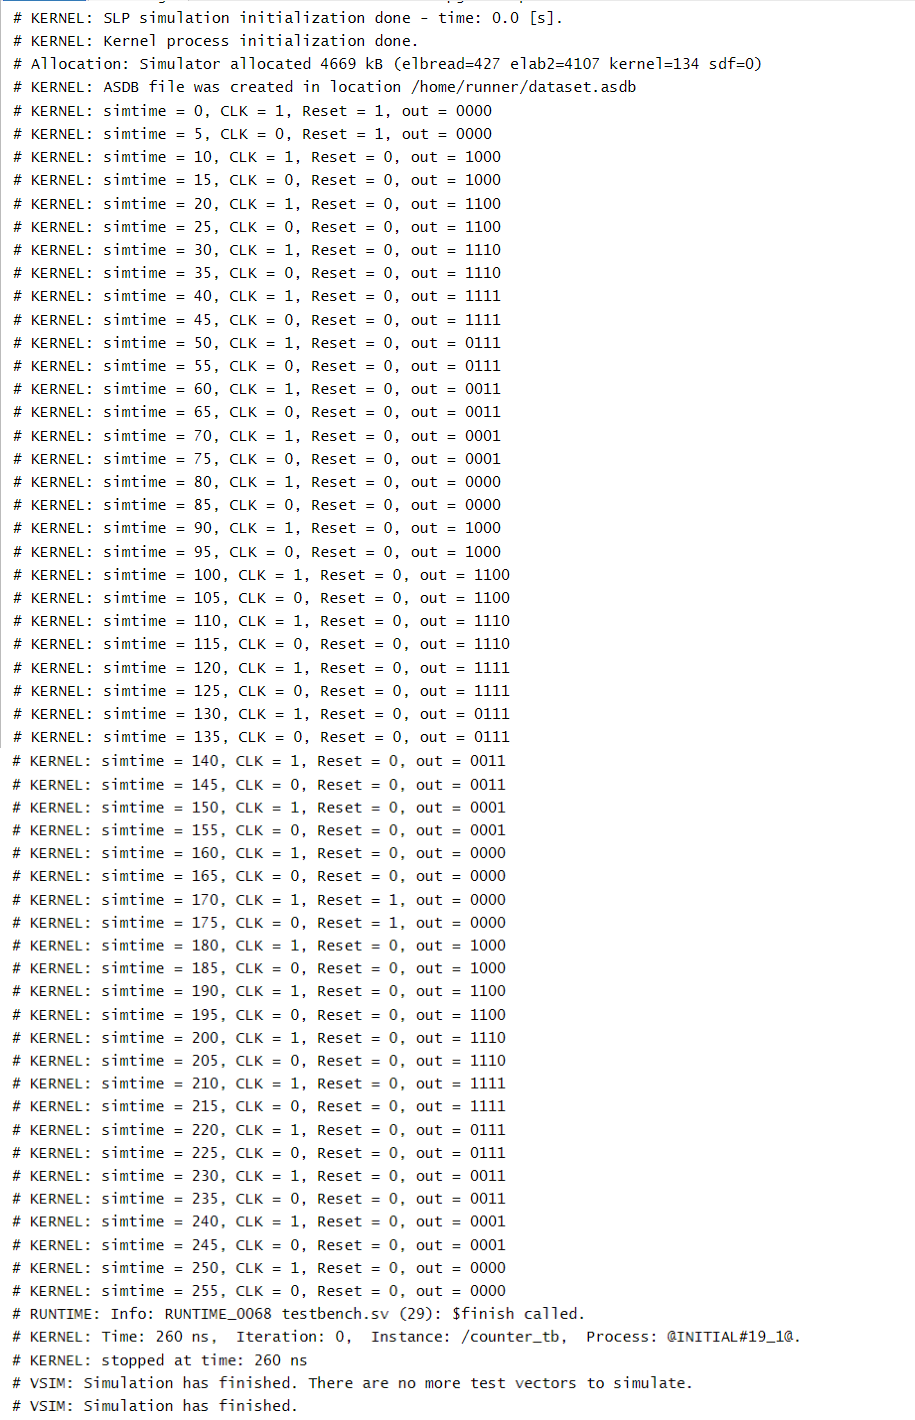 # KERNEL: SLP simulation initialization done - time: 0.0 [s].
# KERNEL: Kernel process initialization done.
# Allocation: Simulator allocated 4669 kB (elbread=427 elab2=4107 kernel=134 sdf=0)
# KERNEL: ASDB file was created in location /home/runner/dataset.asdb
# KERNEL: simtime = 0, CLK = 1, Reset = 1, out = 0000
# KERNEL: simtime = 5, CLK = 0, Reset = 1, out = 0000
# KERNEL: simtime = 10, CLK = 1, Reset = 0, out = 1000
# KERNEL: simtime = 15, CLK = 0, Reset = 0, out = 1000
# KERNEL: simtime = 20, CLK = 1, Reset = 0, out = 1100
# KERNEL: simtime = 25, CLK = 0, Reset = 0, out = 1100
# KERNEL: simtime = 30, CLK = 1, Reset = 0, out = 1110
# KERNEL: simtime = 35, CLK = 0, Reset = 0, out = 1110
# KERNEL: simtime = 40, CLK = 1, Reset = 0, out = 1111
# KERNEL: simtime = 45, CLK = 0, Reset = 0, out = 1111
# KERNEL: simtime = 50, CLK = 1, Reset = 0, out = 0111
# KERNEL: simtime = 55, CLK = 0, Reset = 0, out = 0111
# KERNEL: simtime = 60, CLK = 1, Reset = 0, out = 0011
# KERNEL: simtime = 65, CLK = 0, Reset = 0, out = 0011
# KERNEL: simtime = 70, CLK = 1, Reset = 0, out = 0001
# KERNEL: simtime = 75, CLK = 0, Reset = 0, out = 0001
# KERNEL: simtime = 80, CLK = 1, Reset = 0, out = 0000
# KERNEL: simtime = 85, CLK = 0, Reset = 0, out = 0000
# KERNEL: simtime = 90, CLK = 1, Reset = 0, out = 1000
# KERNEL: simtime = 95, CLK = 0, Reset = 0, out = 1000
# KERNEL: simtime = 100, CLK = 1, Reset = 0, out = 1100
# KERNEL: simtime = 105, CLK = 0, Reset = 0, out = 1100
# KERNEL: simtime = 110, CLK = 1, Reset = 0, out = 1110
# KERNEL: simtime = 115, CLK = 0, Reset = 0, out = 1110
# KERNEL: simtime = 120, CLK = 1, Reset = 0, out = 1111
# KERNEL: simtime = 125, CLK = 0, Reset = 0, out = 1111
# KERNEL: simtime = 130, CLK = 1, Reset = 0, out = 0111
# KERNEL: simtime = 135, CLK = 0, Reset = 0, out = 0111
# KERNEL: simtime = 140, CLK = 1, Reset = 0, out = 0011
# KERNEL: simtime = 145, CLK = 0, Reset = 0, out = 0011
# KERNEL: simtime = 150, CLK = 1, Reset = 0, out = 0001
# KERNEL: simtime = 155, CLK = 0, Reset = 0, out = 0001
# KERNEL: simtime = 160, CLK = 1, Reset = 0, out = 0000
# KERNEL: simtime = 165, CLK = 0, Reset = 0, out = 0000
# KERNEL: simtime = 170, CLK = 1, Reset = 1, out = 0000
# KERNEL: simtime = 175, CLK = 0, Reset = 1, out = 0000
# KERNEL: simtime = 180, CLK = 1, Reset = 0, out = 1000
# KERNEL: simtime = 185, CLK = 0, Reset = 0, out = 1000
# KERNEL: simtime = 190, CLK = 1, Reset = 0, out = 1100
# KERNEL: simtime = 195, CLK = 0, Reset = 0, out = 1100
# KERNEL: simtime = 200, CLK = 1, Reset = 0, out = 1110
# KERNEL: simtime = 205, CLK = 0, Reset = 0, out = 1110
# KERNEL: simtime = 210, CLK = 1, Reset = 0, out = 1111
# KERNEL: simtime = 215, CLK = 0, Reset = 0, out = 1111
# KERNEL: simtime = 220, CLK = 1, Reset = 0, out = 0111
# KERNEL: simtime = 225, CLK = 0, Reset = 0, out = 0111
# KERNEL: simtime = 230, CLK = 1, Reset = 0, out = 0011
# KERNEL: simtime = 235, CLK = 0, Reset = 0, out = 0011
# KERNEL: simtime = 240, CLK = 1, Reset = 0, out = 0001
# KERNEL: simtime = 245, CLK = 0, Reset = 0, out = 0001
# KERNEL: simtime = 250, CLK = 1, Reset = 0, out = 0000
# KERNEL: simtime = 255, CLK = 0, Reset = 0, out = 0000
# RUNTIME: Info: RUNTIME_0068 testbench.sv (29): $finish called.
# KERNEL: Time: 260 ns,  Iteration: 0,  Instance: /counter_tb,  Process: @INITIAL#19_1@.
# KERNEL: stopped at time: 260 ns
# VSIM: Simulation has finished. There are no more test vectors to simulate.
# VSIM: Simulation has finished.